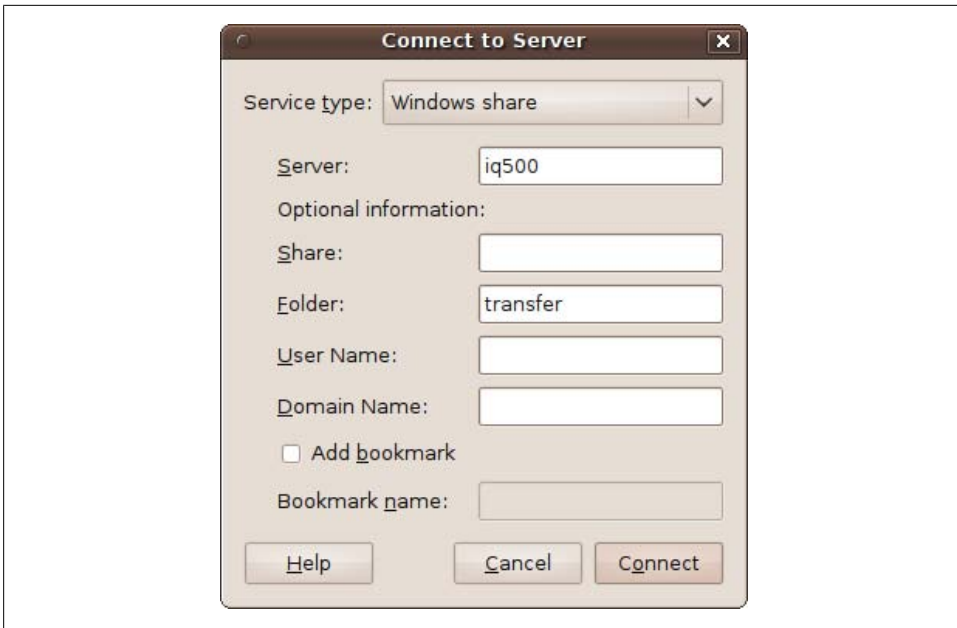 Connect to Server
Service type: Windows share
Server: iq500
Optional information:
Share:
Folder: transfer
User Name:
Domain Name:
Add bookmark
Bookmark name:
Help Cancel Connect